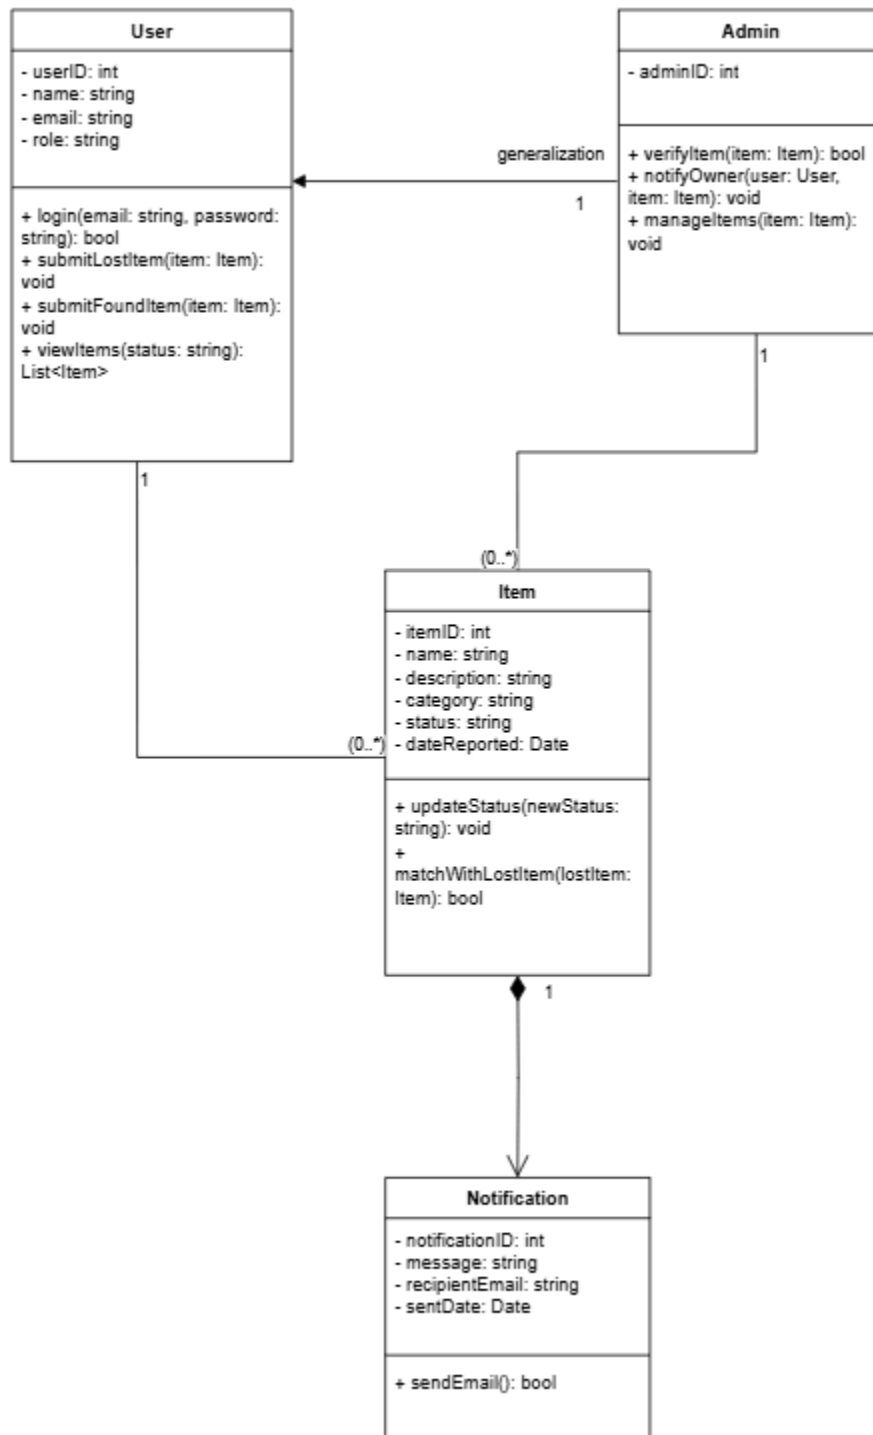 User
- userID: int
- name: string
- email: string
- role: string
+ login(email: string, password:
string): bool
+ submitLostItem(item: Item):
void
+ submitFoundItem(item: Item):
void
+ viewItems(status: string):
List<Item>
Admin
- adminID: int
+ verifyItem(item: Item): bool
+ notifyOwner(user: User,
item: Item): void
+ manageItems(item: Item):
void
generalization
1
1
1
(0..*)
(0..*)
Item
- itemID: int
- name: string
- description: string
- category: string
- status: string
- dateReported: Date
+ updateStatus(newStatus:
string): void
+
matchWithLostItem(lostItem:
Item): bool
1
Notification
- notificationID: int
- message: string
- recipientEmail: string
- sentDate: Date
+ sendEmail(): bool